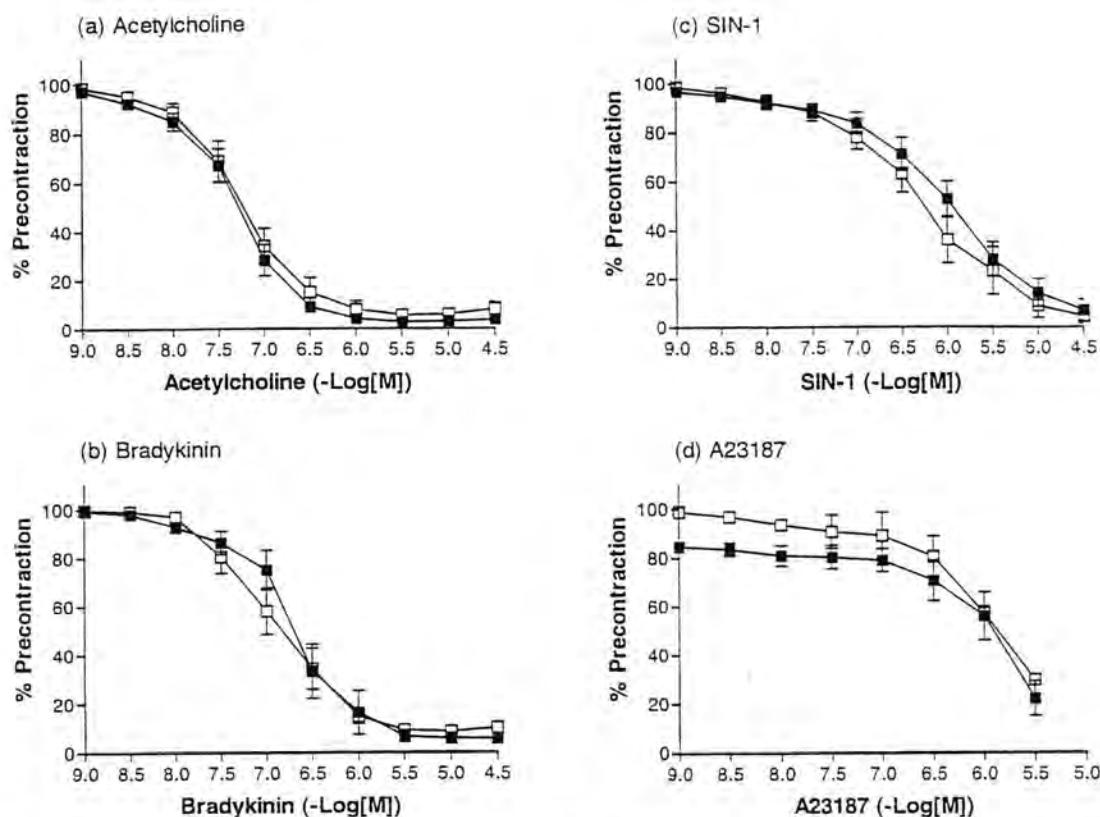 (a) Acetylcholine
% Precontraction
100
80
60
40
20
0
9.0 8.5 8.0 7.5 7.0 6.5 6.0 5.5 5.0 4.5
Acetylcholine (-Log[M])
(c) SIN-1
% Precontraction
100
80
60
40
20
0
9.0 8.5 8.0 7.5 7.0 6.5 6.0 5.5 5.0 4.5
SIN-1 (-Log[M])
(b) Bradykinin
% Precontraction
100
80
60
40
20
0
9.0 8.5 8.0 7.5 7.0 6.5 6.0 5.5 5.0 4.5
Bradykinin (-Log[M])
(d) A23187
% Precontraction
100
80
60
40
20
0
9.0 8.5 8.0 7.5 7.0 6.5 6.0 5.5 5.0
A23187 (-Log[M])